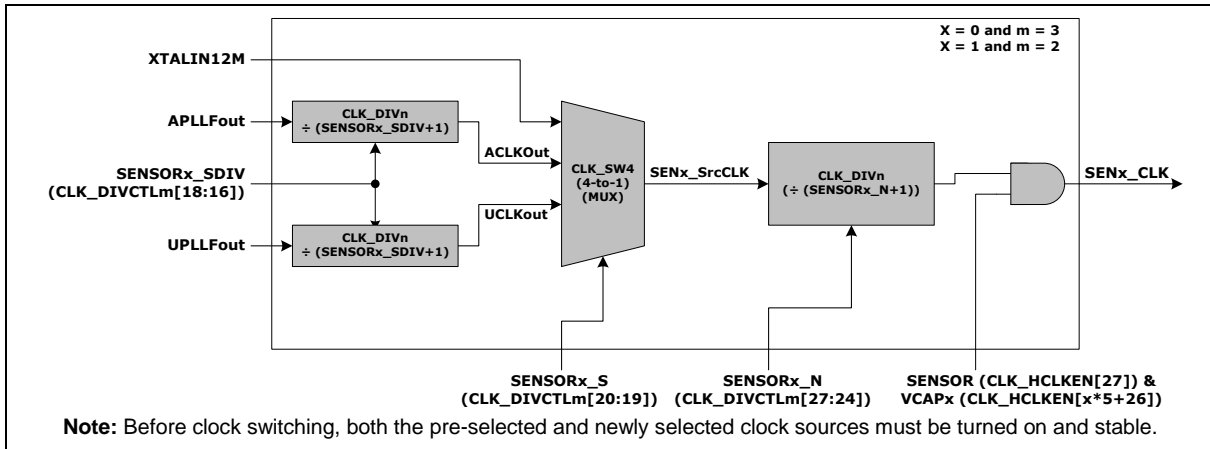 X = 0 and m = 3
X = 1 and m = 2
XTALIN12M
APLLFout
CLK_DIVn
÷ (SENSORx_SDIV+1)
ACLKOut
SENSORx_SDIV
(CLK_DIVCTLm[18:16])
UPLLFout
CLK_DIVn
÷ (SENSORx_SDIV+1)
UCLKout
CLK_SW4
(4-to-1)
(MUX)
SENx_SrcCLK
CLK_DIVn
(÷ (SENSORx_N+1))
SENx_CLK
SENSORx_S
(CLK_DIVCTLm[20:19])
SENSORx_N
(CLK_DIVCTLm[27:24])
SENSOR (CLK_HCLKEN[27]) &
VCAPx (CLK_HCLKEN[x*5+26])
Note: Before clock switching, both the pre-selected and newly selected clock sources must be turned on and stable.